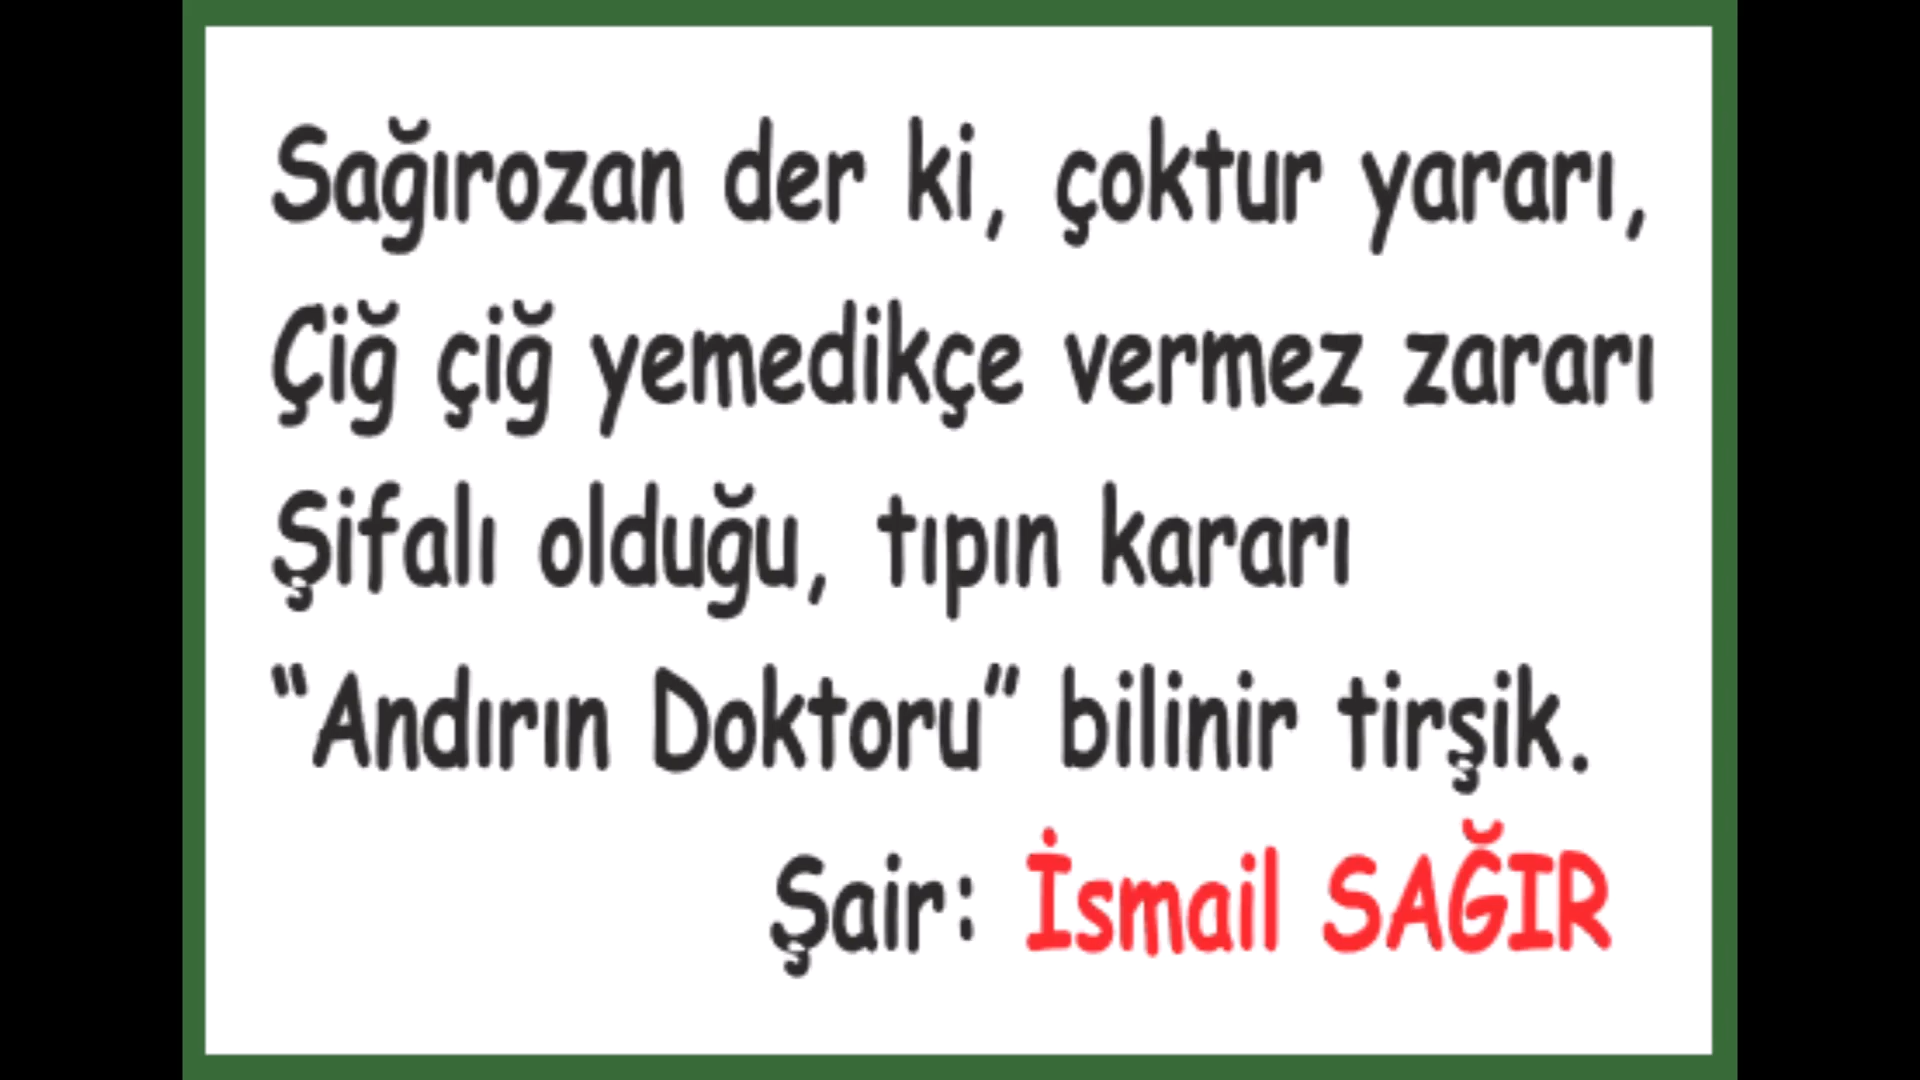 Sağırozan der ki, çoktur yararı,
Çiğ çiğ yemedikçe vermez zararı
Şifalı olduğu, tıpın kararı
“Andırın Doktoru” bilinir tirşik.
Şair: İsmail SAĞIR